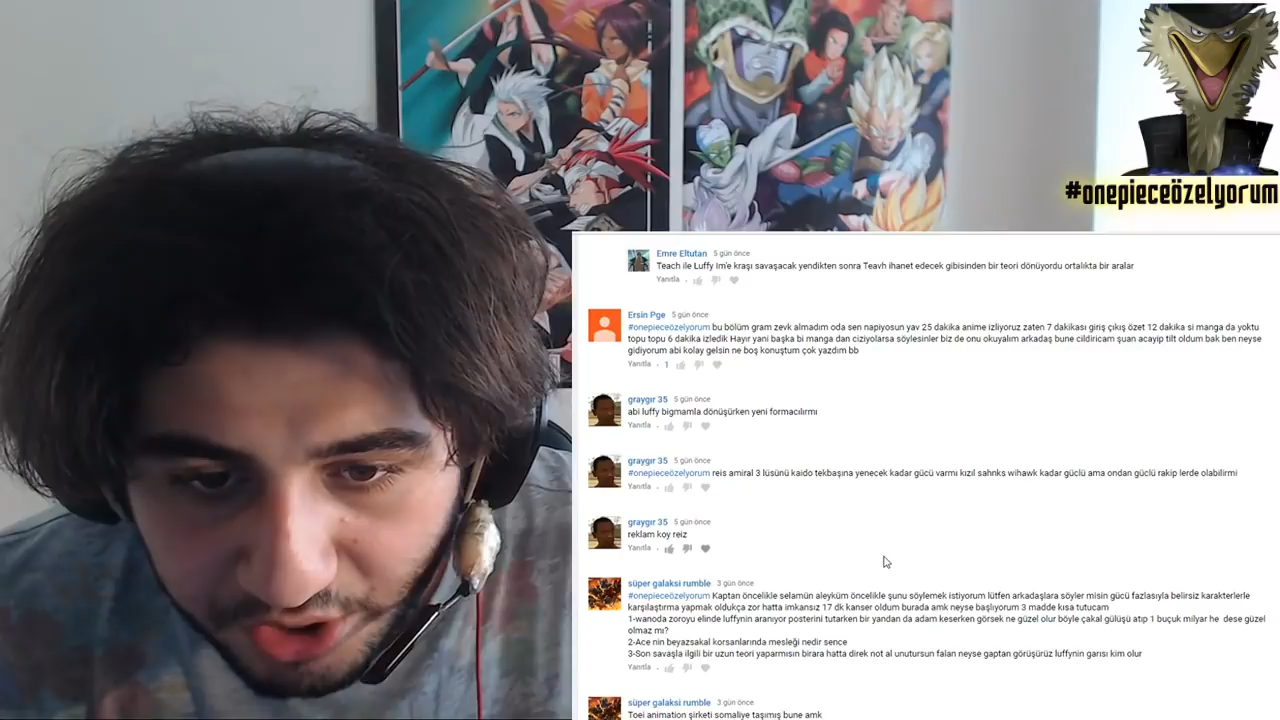 #onepieceözelyorum
Emre Eltutan 5 gün önce
Teach ile Luffy Im'e kraşı savaşacak yendikten sonra Teavh ihanet edecek gibisinden bir teori dönüyordu ortalıkta bir aralar
Yanıtla
Ersin Pge 5 gün önce
#onepieceözelyorum bu bölüm gram zevk almadım oda sen napiyosun yav 25 dakika anime izliyoruz zaten 7 dakikası giriş çıkış özet 12 dakika si manga da yoktu
topu topu 6 dakika izledik Hayır yani başka bi manga dan ciziyolarsa söylesinler biz de onu okuyalım arkadaş bune cildiricam şuan acayip tilt oldum bak ben neyse
gidiyorum abi kolay gelsin ne boş konuştum çok yazdım bb
Yanıtla 1
graygır 35 5 gün önce
abi luffy bigmamla dönüşürken yeni formacılırmı
Yanıtla
graygır 35 5 gün önce
#onepieceözelyorum reis amiral 3 lüsünü kaido tekbaşına yenecek kadar gücü varmı kızıl sahnks wihawk kadar güclü ama ondan güclü rakip lerde olabilirmi
Yanıtla
graygır 35 5 gün önce
reklam koy reiz
Yanıtla
süper galaksi rumble 3 gün önce
#onepieceözelyorum Kaptan öncelikle selamün aleyküm öncelikle şunu söylemek istiyorum lütfen arkadaşlara söyler misin gücü fazlasıyla belirsiz karakterlerle
karşılaştırma yapmak oldukça zor hatta imkansız 17 dk kanser oldum burada amk neyse başlıyorum 3 madde kısa tutucam
1-wanoda zoroyu elinde luffynin aranıyor posterini tutarken bir yandan da adam keserken görsek ne güzel olur böyle çakal gülüşü atıp 1 buçuk milyar he dese güzel
olmaz mı?
2-Ace nin beyazsakal korsanlarında mesleği nedir sence
3-Son savaşla ilgili bir uzun teori yaparmısın birara hatta direk not al unutursun falan neyse gaptan görüşürüz luffynin garısı kim olur
Yanıtla
süper galaksi rumble 3 gün önce
Toei animation şirketi somaliye taşımış bune amk